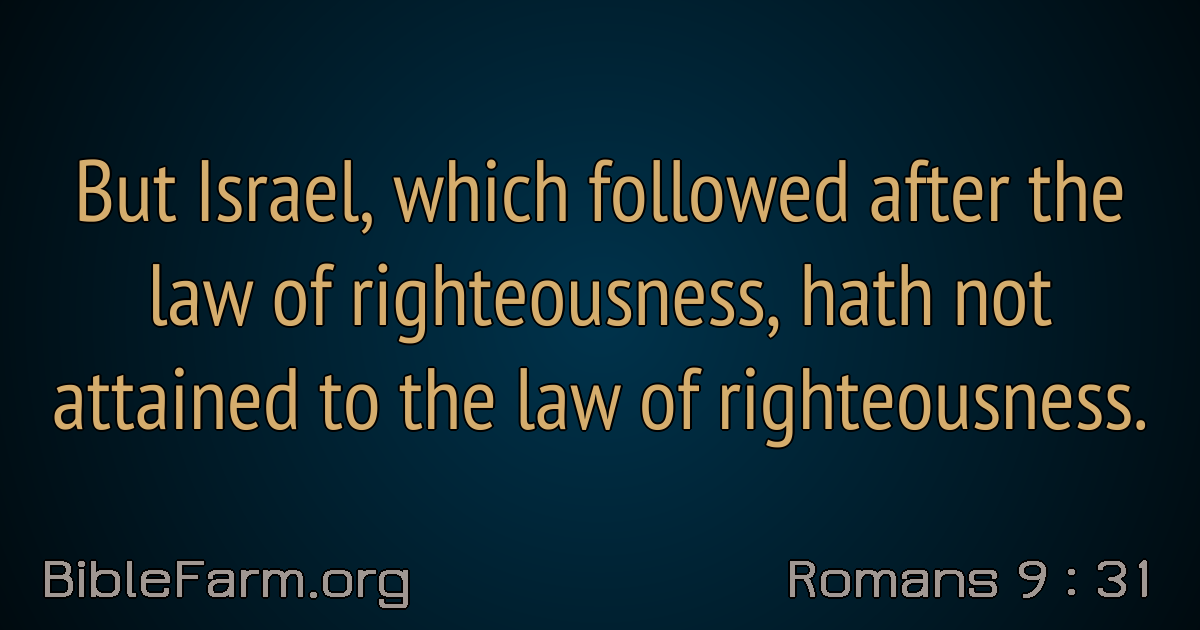 But Israel, which followed after the
law of righteousness, hath not
attained to the law of righteousness.
BibleFarm.org
Romans 9 : 31